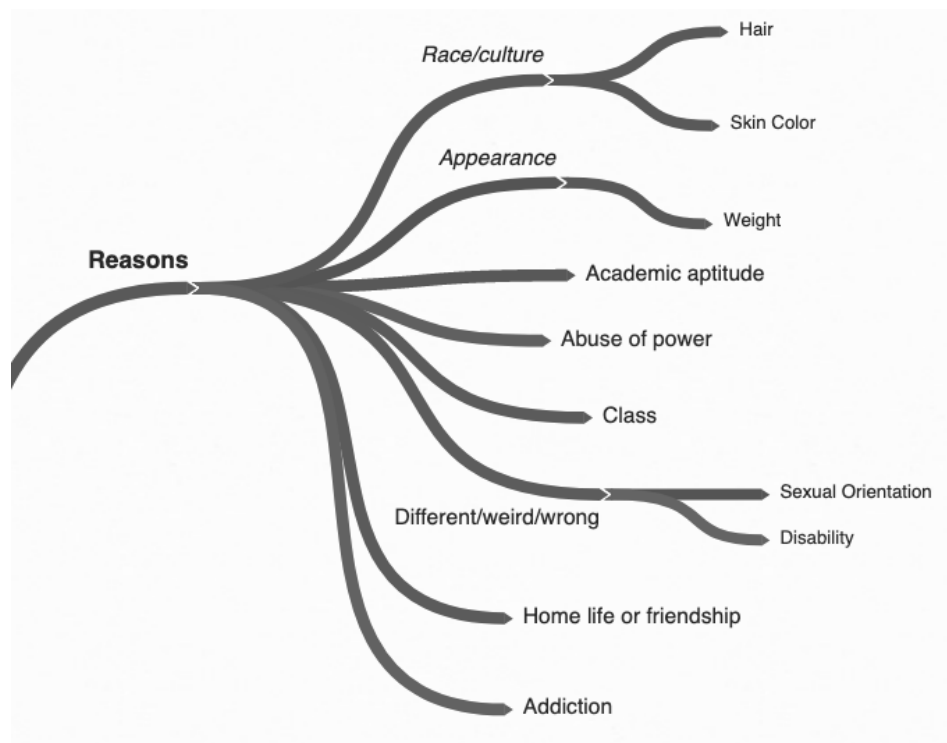 Reasons
Race/culture
Hair
Skin Color
Appearance
Weight
Academic aptitude
Abuse of power
Class
Different/weird/wrong
Sexual Orientation
Disability
Home life or friendship
Addiction